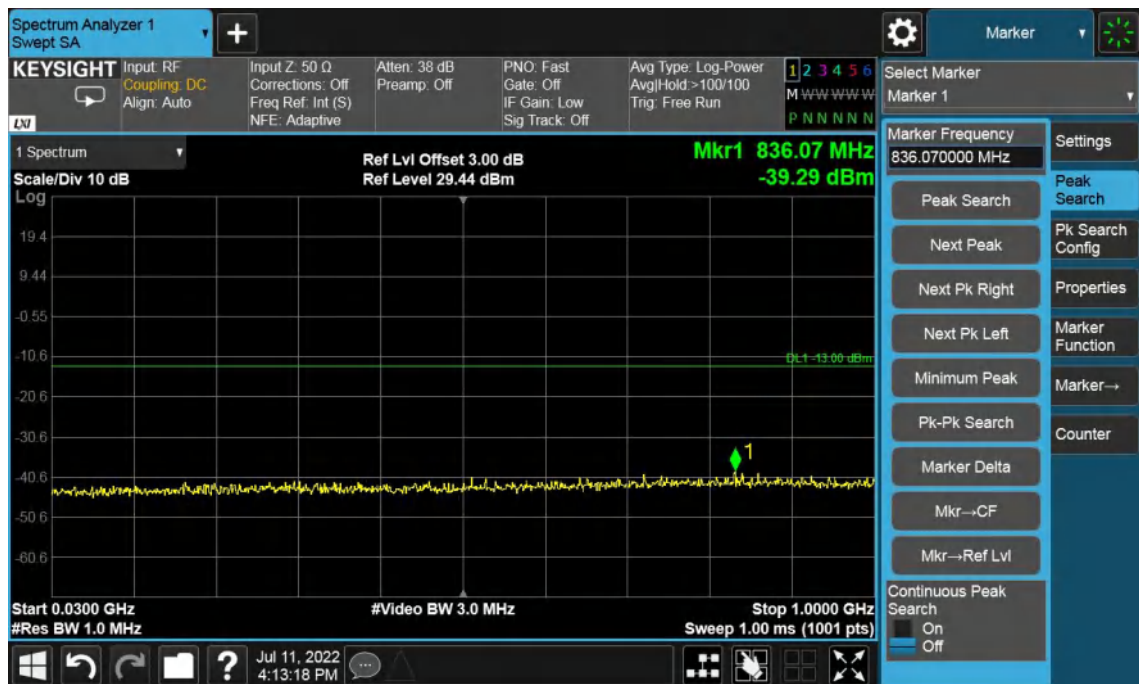 Spectrum Analyzer 1
Swept SA
+
Marker
KEYSIGHT
LXI
Input: RF
Coupling: DC
Align: Auto
Input Z: 50 Ω
Corrections: Off
Freq Ref: Int (S)
NFE: Adaptive
Atten: 38 dB
Preamp: Off
PNO: Fast
Gate: Off
IF Gain: Low
Sig Track: Off
Avg Type: Log-Power
Avg|Hold:>100/100
Trig: Free Run
1 2 3 4 5 6
M W W W W W
P N N N N N
Select Marker
Marker 1
1 Spectrum
Scale/Div 10 dB
Log
Ref Lvl Offset 3.00 dB
Ref Level 29.44 dBm
Mkr1 836.07 MHz
-39.29 dBm
19.4
9.44
-0.55
-10.6
-20.6
-30.6
-40.6
-50.6
-60.6
DL1 -13.00 dBm
1
Start 0.0300 GHz
#Res BW 1.0 MHz
#Video BW 3.0 MHz
Stop 1.0000 GHz
Sweep 1.00 ms (1001 pts)
Marker Frequency
836.070000 MHz
Peak Search
Next Peak
Next Pk Right
Next Pk Left
Minimum Peak
Pk-Pk Search
Marker Delta
Mkr→CF
Mkr→Ref Lvl
Continuous Peak
Search
On
Off
Settings
Peak
Search
Pk Search
Config
Properties
Marker
Function
Marker→
Counter
?
Jul 11, 2022
4:13:18 PM